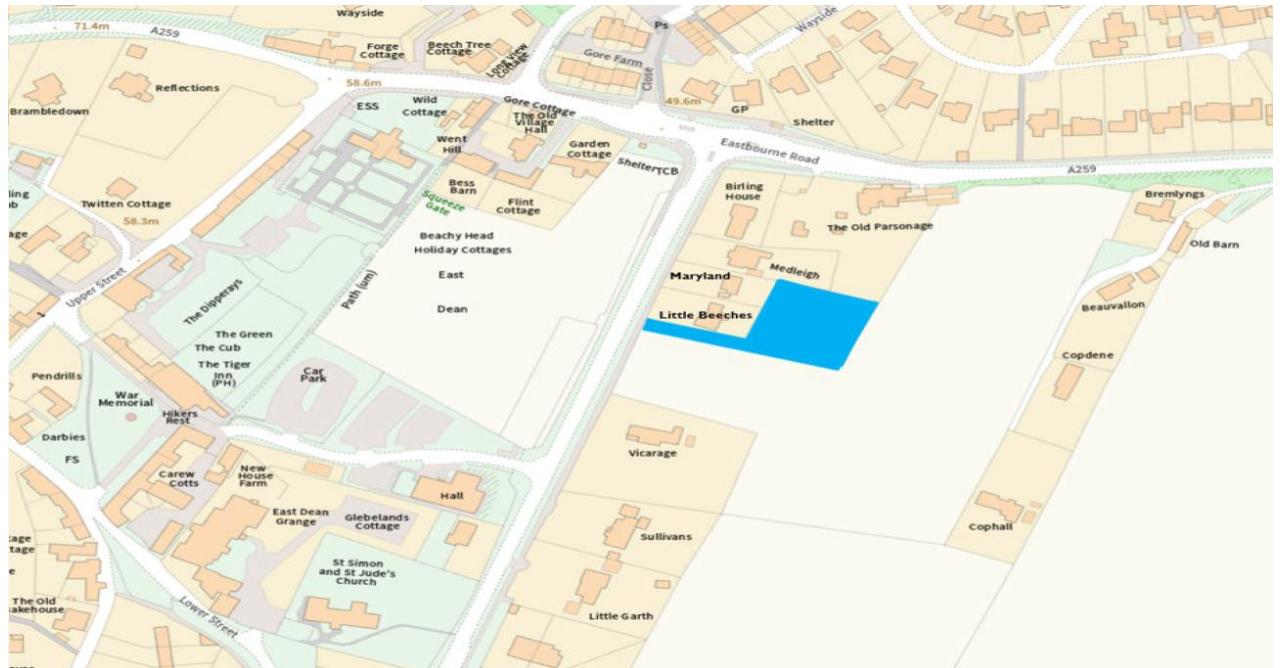 Wayside
71.4m
A259
Forge
Cottage
Beech Tree
Cottage
Long View
Cottage
Ps
Gore Farm
Close
Wayside
Reflections
Brambledown
58.6m
ESS
Wild
Cottage
Gore Cottage
The Old
Village
Hall
49.6m
GP
Shelter
Went
Hill
Garden
Cottage
Shelter
TCB
Eastbourne Road
A259
Bess
Barn
Flint
Cottage
Squeeze
Gate
Birling
House
Bremlyngs
Twitten Cottage
58.3m
The Old Parsonage
Old Barn
Beachy Head
Holiday Cottages
East
Dean
Maryland
Medleigh
Path (um)
Upper Street
The Dipperays
Little Beeches
Beauvallon
The Green
The Cub
The Tiger
Inn
(PH)
Copdene
Car
Park
Pendrills
War
Memorial
Hikers
Rest
Darbies
FS
Vicarage
Carew
Cotts
New
House
Farm
Hall
East Dean
Grange
Glebelands
Cottage
Cophall
Sullivans
St Simon
and St Jude's
Church
The Old
Lower Street
Little Garth